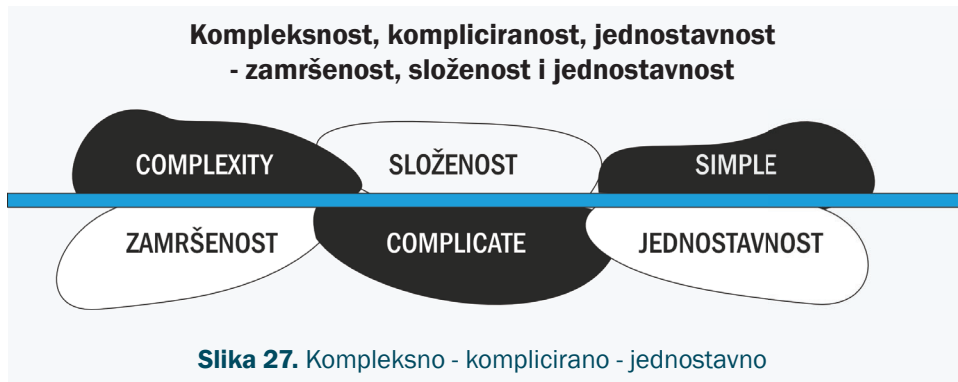 Kompleksnost, kompliciranost, jednostavnost
- zamršenost, složenost i jednostavnost
COMPLEXITY
SLOŽENOST
SIMPLE
ZAMRŠENOST
COMPLICATE
JEDNOSTAVNOST
Slika 27. Kompleksno - komplicirano - jednostavno